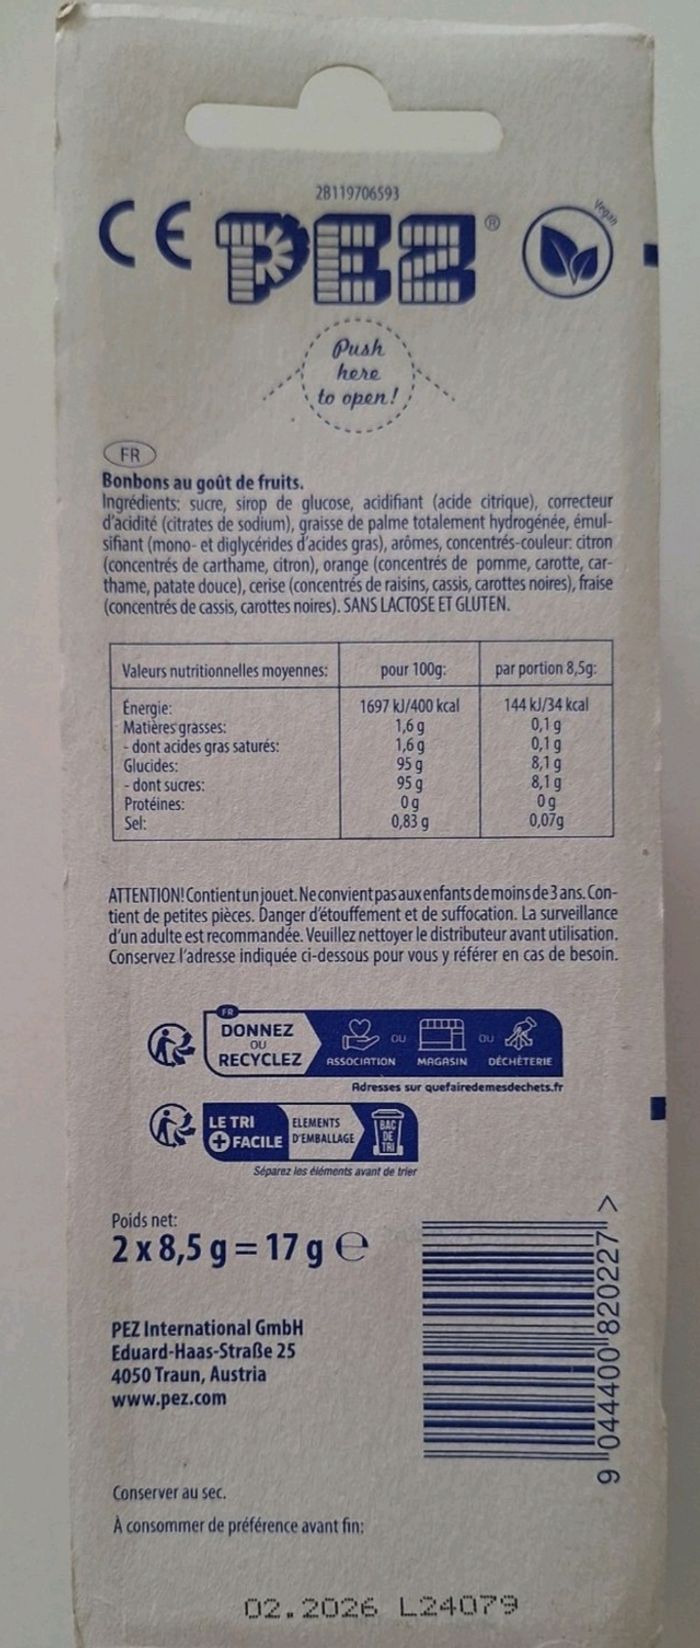 28119706593
CE PEZ® Vegan
Push
here
to open!
FR
Bonbons au goût de fruits.
Ingrédients: sucre, sirop de glucose, acidifiant (acide citrique), correcteur
d'acidité (citrates de sodium), graisse de palme totalement hydrogénée, émul-
sifiant (mono- et diglycérides d'acides gras), arômes, concentrés-couleur: citron
(concentrés de carthame, citron), orange (concentrés de pomme, carotte, car-
thame, patate douce), cerise (concentrés de raisins, cassis, carottes noires), fraise
(concentrés de cassis, carottes noires). SANS LACTOSE ET GLUTEN.
Valeurs nutritionnelles moyennes: pour 100g: par portion 8,5g:
Énergie: 1697 kJ/400 kcal 144 kJ/34 kcal
Matières grasses: 1,6 g 0,1 g
- dont acides gras saturés: 1,6 g 0,1 g
Glucides: 95 g 8,1 g
- dont sucres: 95 g 8,1 g
Protéines: 0 g 0 g
Sel: 0,83 g 0,07g
ATTENTION! Contient un jouet. Ne convient pas aux enfants de moins de 3 ans. Con-
tient de petites pièces. Danger d'étouffement et de suffocation. La surveillance
d'un adulte est recommandée. Veuillez nettoyer le distributeur avant utilisation.
Conservez l'adresse indiquée ci-dessous pour vous y référer en cas de besoin.
FR
DONNEZ
OU
RECYCLEZ
ASSOCIATION OU MAGASIN OU DÉCHÈTERIE
Adresses sur quefairedemesdechets.fr
LE TRI
+ FACILE
ELEMENTS
D'EMBALLAGE
BAC
DE
TRI
Séparez les éléments avant de trier
Poids net:
2 x 8,5 g = 17 g ℮
PEZ International GmbH
Eduard-Haas-Straße 25
4050 Traun, Austria
www.pez.com
9 044400 820227 >
Conserver au sec.
À consommer de préférence avant fin:
02.2026 L24079